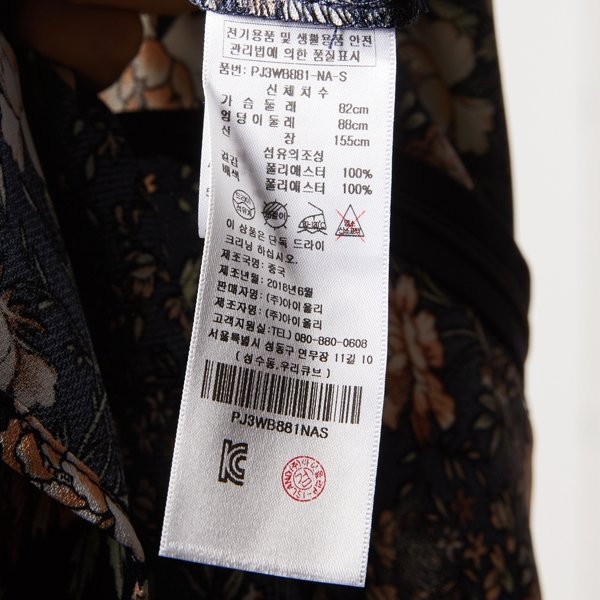 전기용품 및 생활용품 안전
관리법에 의한 품질표시
품번: PJ3WB881-NA-S
신체치수
가슴둘레 82cm
엉덩이둘레 88cm
신 장 155cm
섬유의조성
겉감 폴리에스터 100%
배색 폴리에스터 100%
이 상품은 단독 드라이
크리닝 하십시오.
제조국명: 중국
제조년월: 2018년6월
판매자명: (주)아이올리
제조자명: (주)아이올리
고객지원실: TEL) 080-880-0608
서울특별시 성동구 연무장 11길 10
( 성수동,우리큐브 )
PJ3WB881NAS